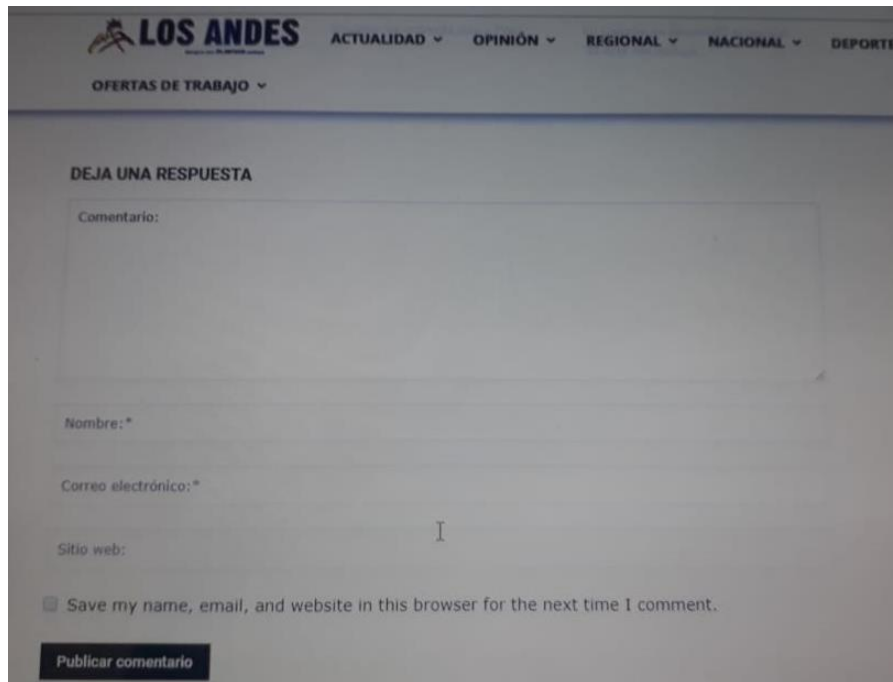 LOS ANDES
ACTUALIDAD
OPINIÓN
REGIONAL
NACIONAL
DEPORTE
OFERTAS DE TRABAJO
DEJA UNA RESPUESTA
Comentario:
Nombre:*
Correo electrónico:*
Sitio web:
Save my name, email, and website in this browser for the next time I comment.
Publicar comentario